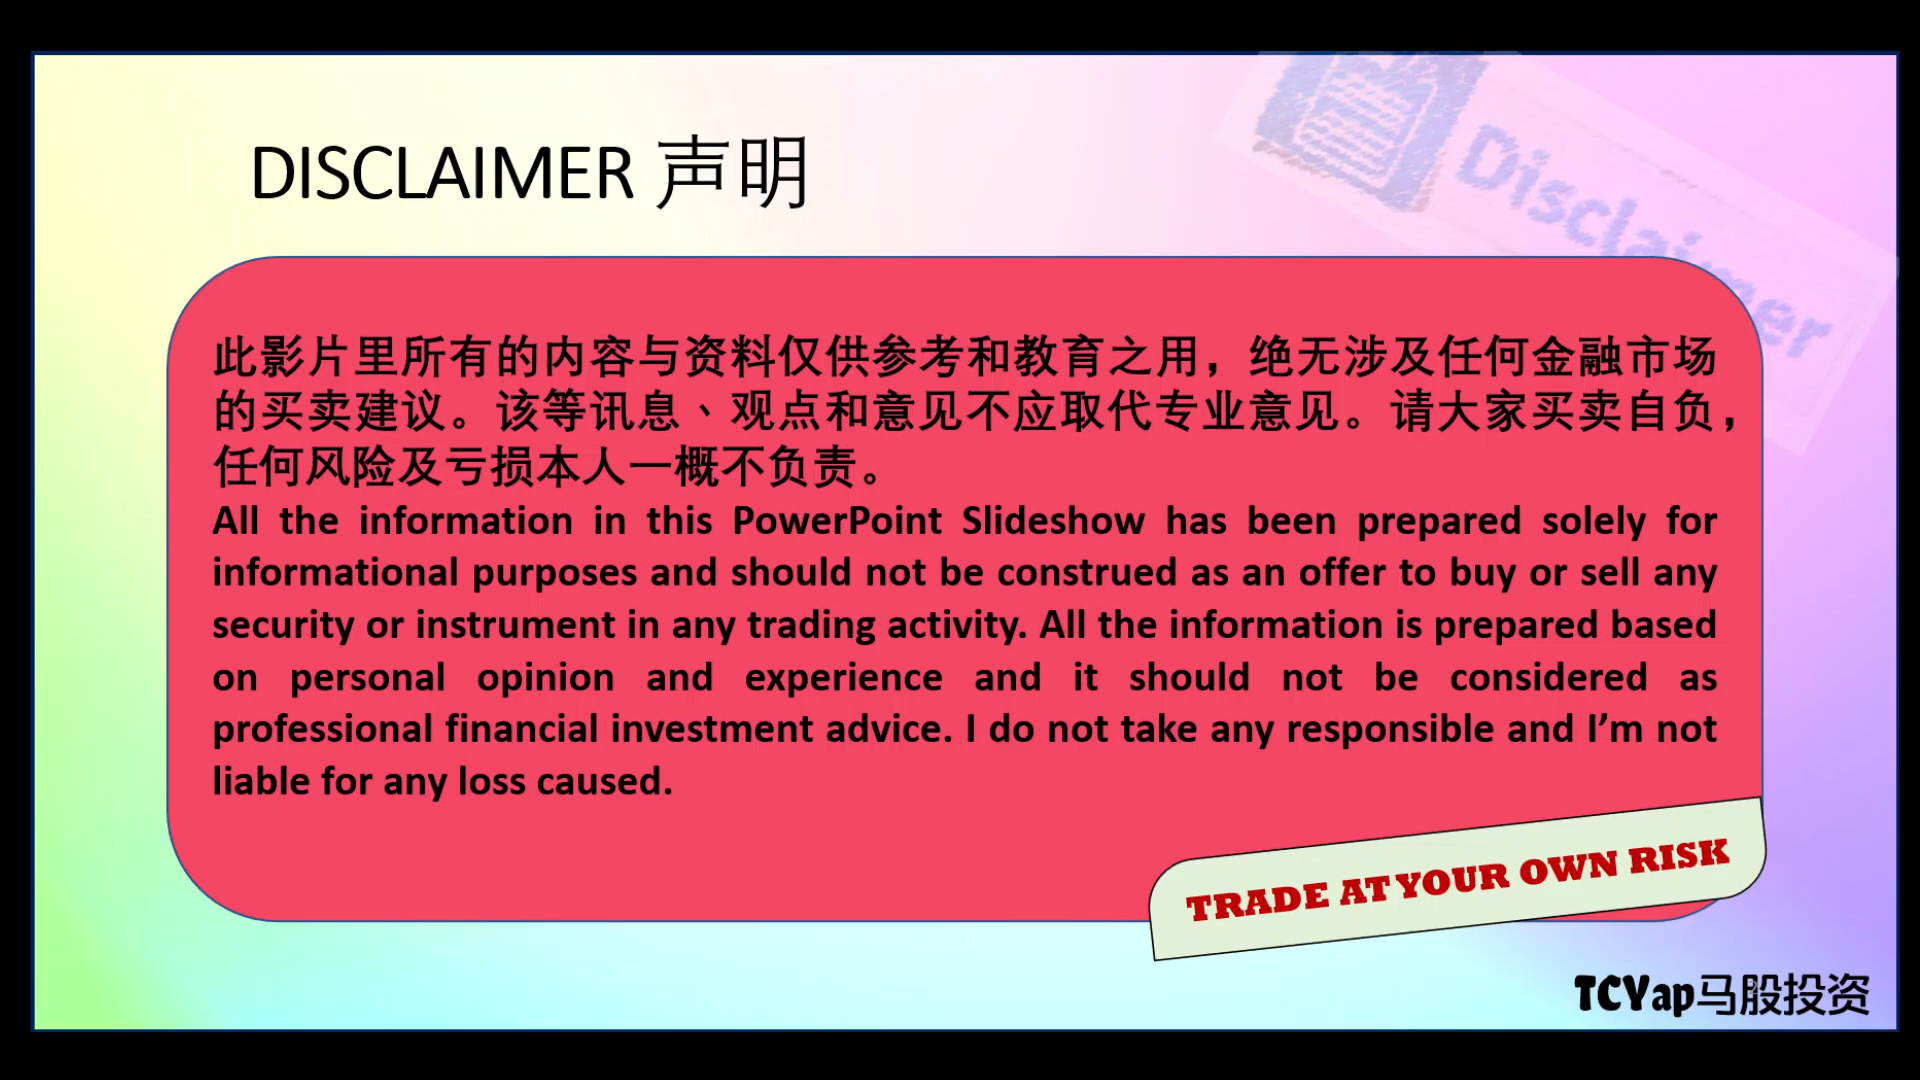 DISCLAIMER 声明
Disclaimer
此影片里所有的内容与资料仅供参考和教育之用，绝无涉及任何金融市场
的买卖建议。该等讯息、观点和意见不应取代专业意见。请大家买卖自负，
任何风险及亏损本人一概不负责。
All the information in this PowerPoint Slideshow has been prepared solely for
informational purposes and should not be construed as an offer to buy or sell any
security or instrument in any trading activity. All the information is prepared based
on personal opinion and experience and it should not be considered as
professional financial investment advice. I do not take any responsible and I’m not
liable for any loss caused.
TRADE AT YOUR OWN RISK
TCYap马股投资